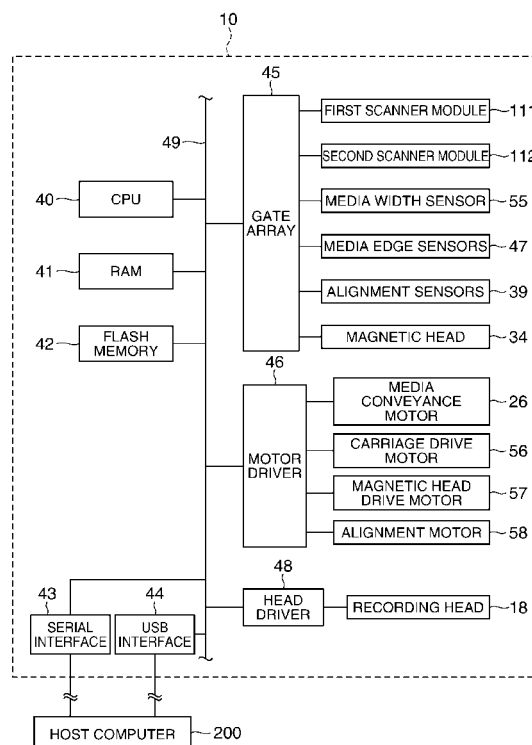 10
45
FIRST SCANNER MODULE
111
49
SECOND SCANNER MODULE
112
40
CPU
MEDIA WIDTH SENSOR
55
GATE
ARRAY
MEDIA EDGE SENSORS
47
41
RAM
ALIGNMENT SENSORS
39
42
FLASH
MEMORY
MAGNETIC HEAD
34
46
MEDIA
CONVEYANCE
MOTOR
26
MOTOR
DRIVER
CARRIAGE DRIVE
MOTOR
56
MAGNETIC HEAD
DRIVE MOTOR
57
ALIGNMENT MOTOR
58
43
44
48
SERIAL
INTERFACE
USB
INTERFACE
HEAD
DRIVER
RECORDING HEAD
18
HOST COMPUTER
200